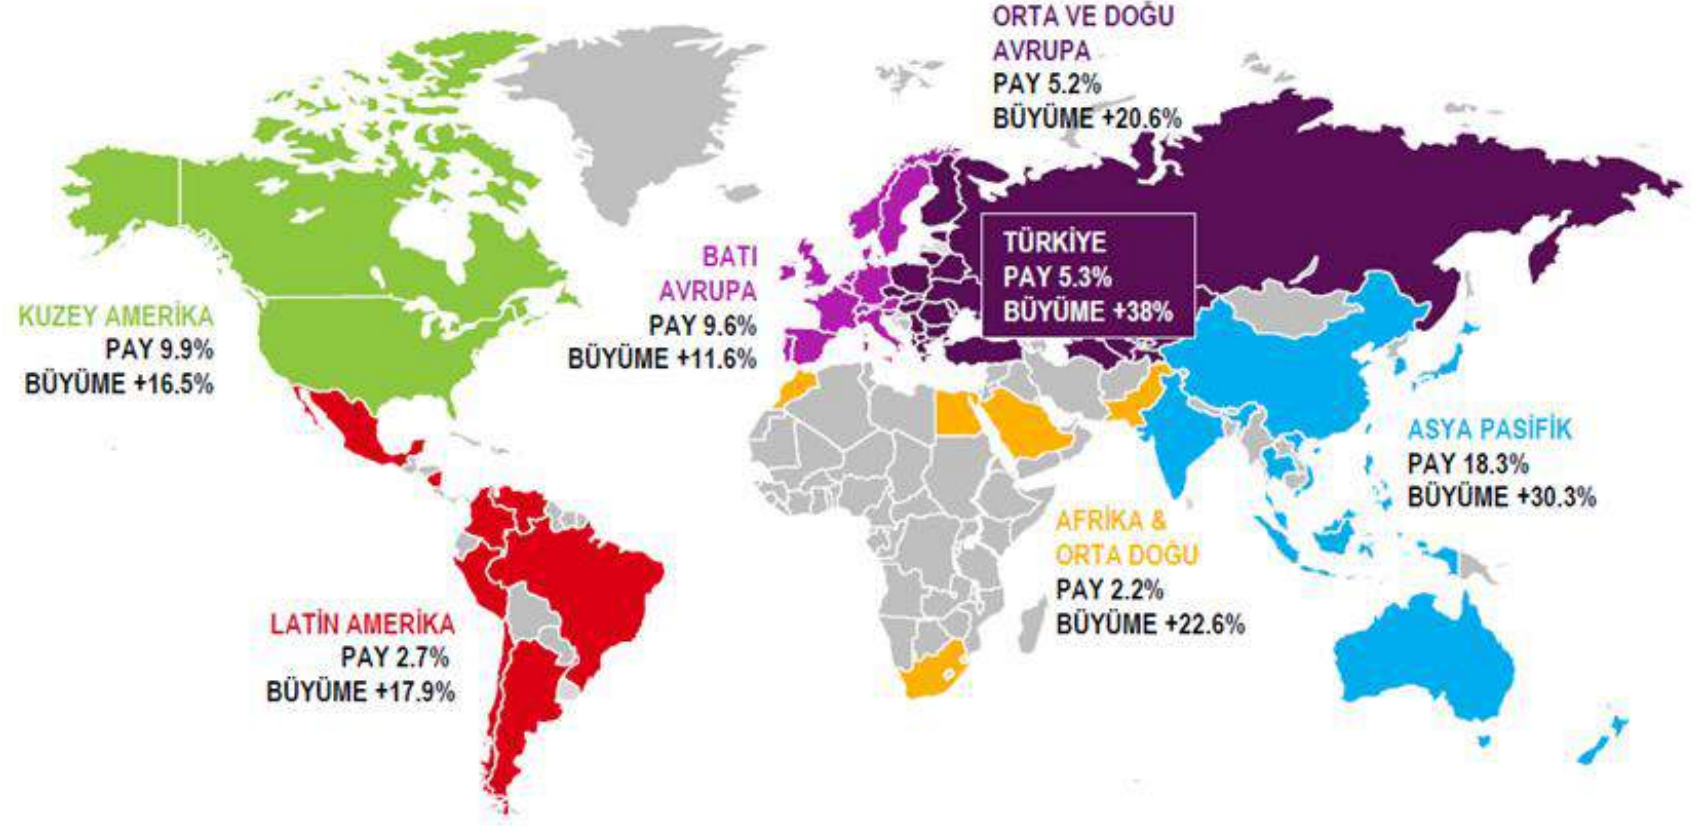 ORTA VE DOĞU
AVRUPA
PAY 5.2%
BÜYÜME +20.6%
TÜRKİYE
PAY 5.3%
BÜYÜME +38%
BATI
AVRUPA
PAY 9.6%
BÜYÜME +11.6%
KUZEY AMERİKA
PAY 9.9%
BÜYÜME +16.5%
ASYA PASİFİK
PAY 18.3%
BÜYÜME +30.3%
AFRİKA &
ORTA DOĞU
PAY 2.2%
BÜYÜME +22.6%
LATİN AMERİKA
PAY 2.7%
BÜYÜME +17.9%